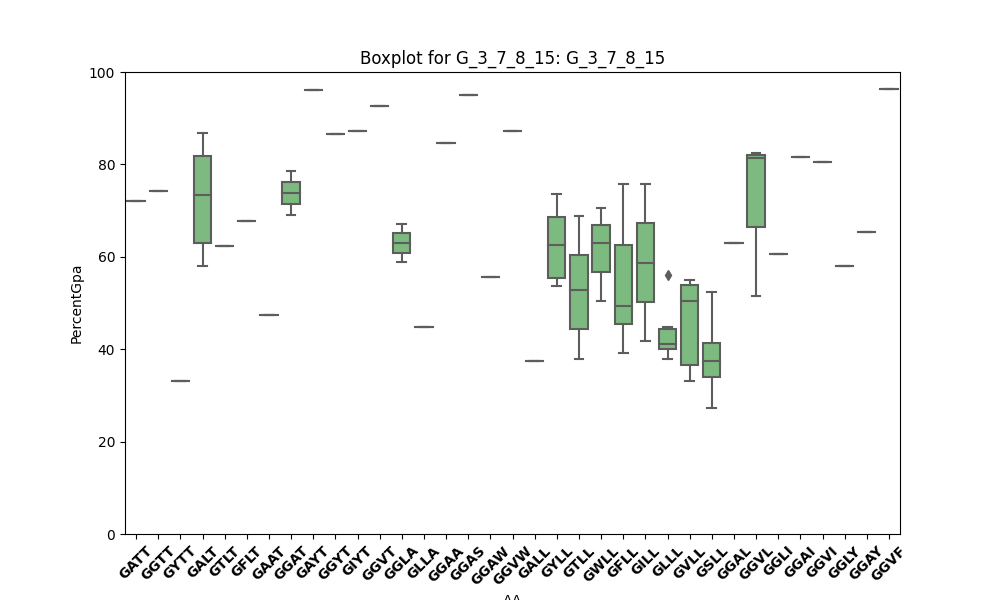 Boxplot for G_3_7_8_15: G_3_7_8_15
PercentGpa
100
80
60
40
20
0
GATT GGTT GYTT GALT GTLT GFLT GAAT GGAT GAYT GGYT GIYT GGVT GGLA GLLA GGAA GGAS GGAW GGVW GALL GYLL GTLL GWLL GFLL GILL GLLL GVLL GSLL GGAL GGVL GGLI GGAI GGVI GGLY GGAY GGVF
AA